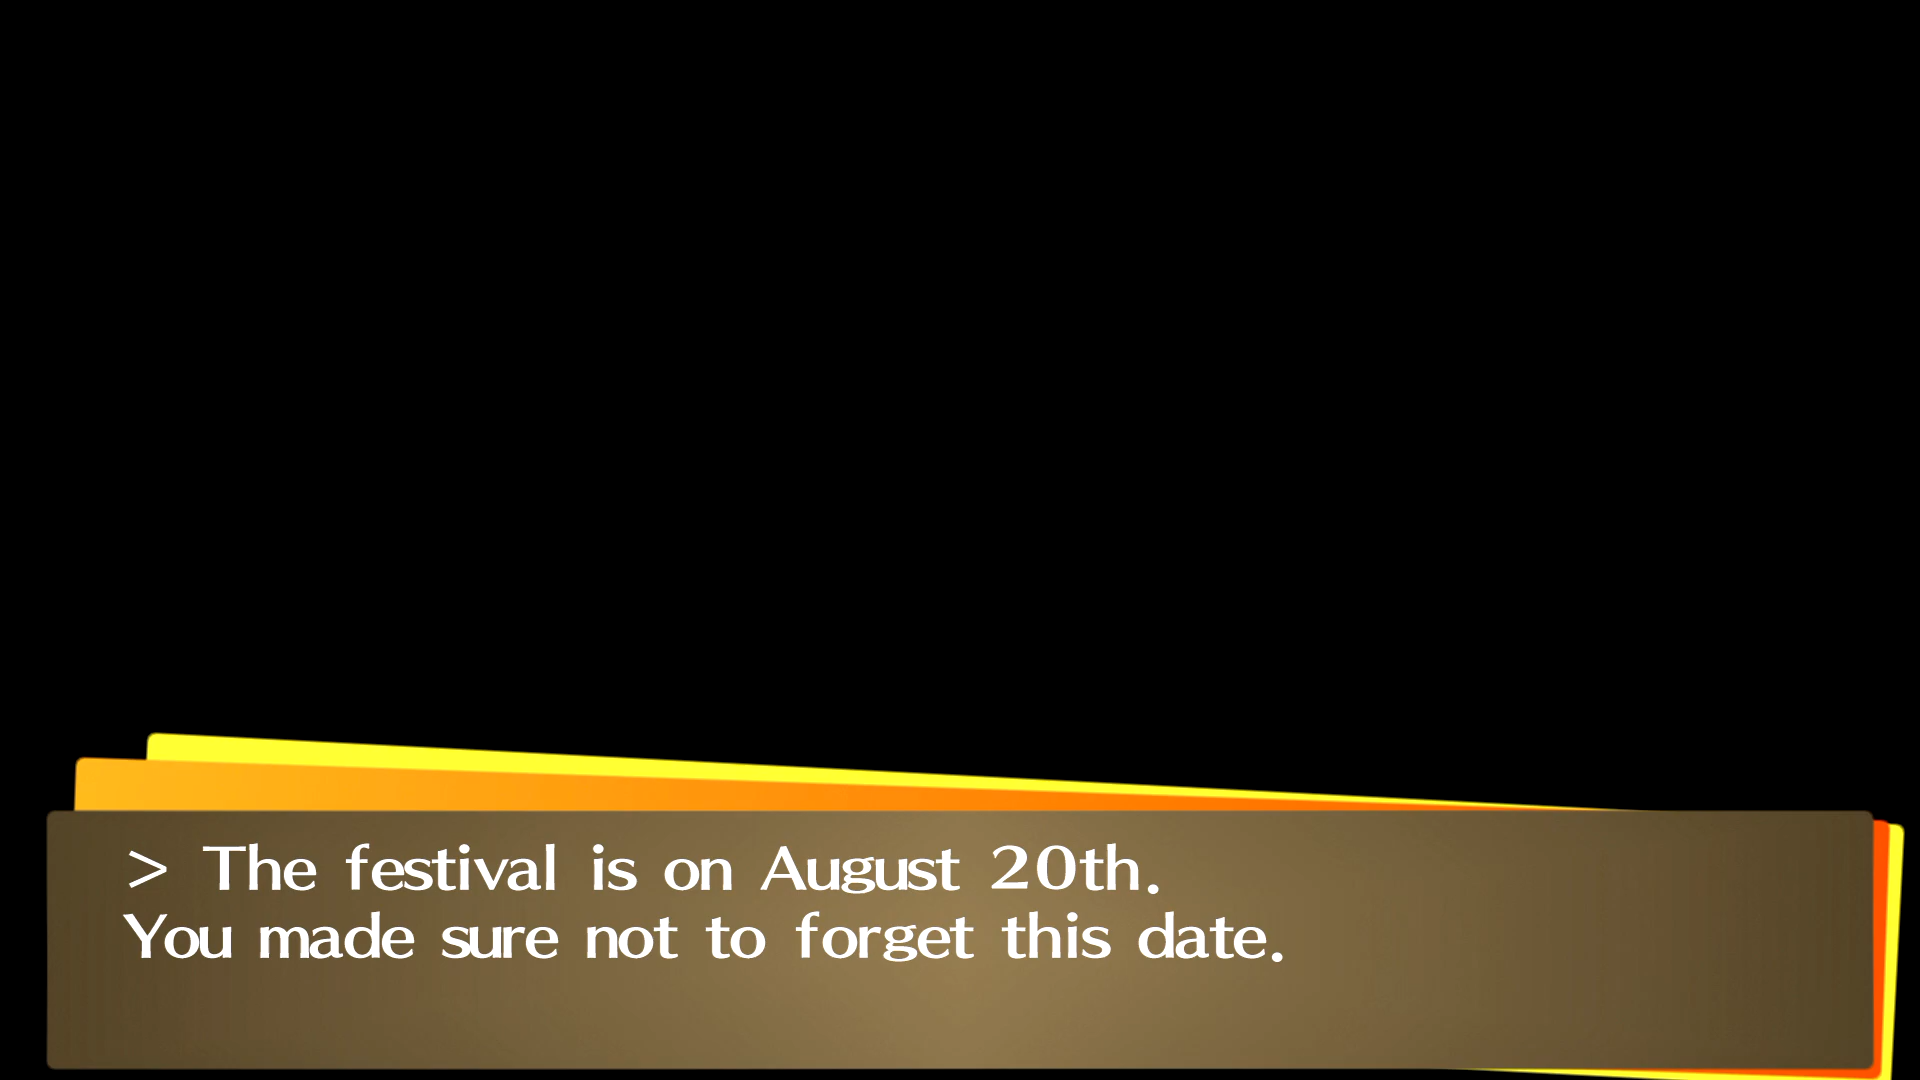 > The festival is on August 20th.
You made sure not to forget this date.